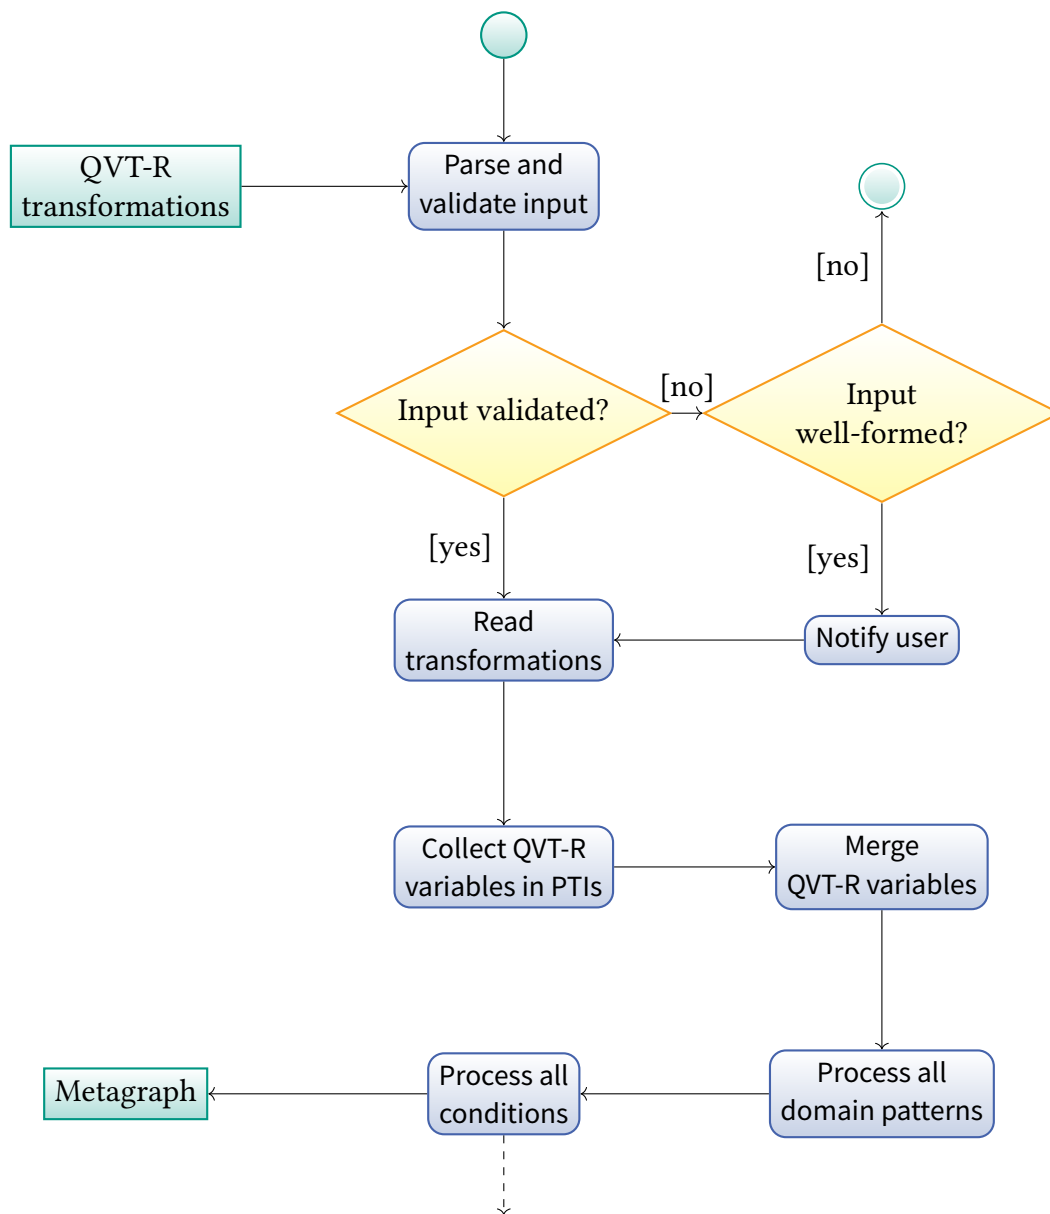 QVT-R
transformations
Parse and
validate input
[no]
Input validated?
[no]
Input
well-formed?
[yes]
[yes]
Read
transformations
Notify user
Collect QVT-R
variables in PTIs
Merge
QVT-R variables
Metagraph
Process all
conditions
Process all
domain patterns